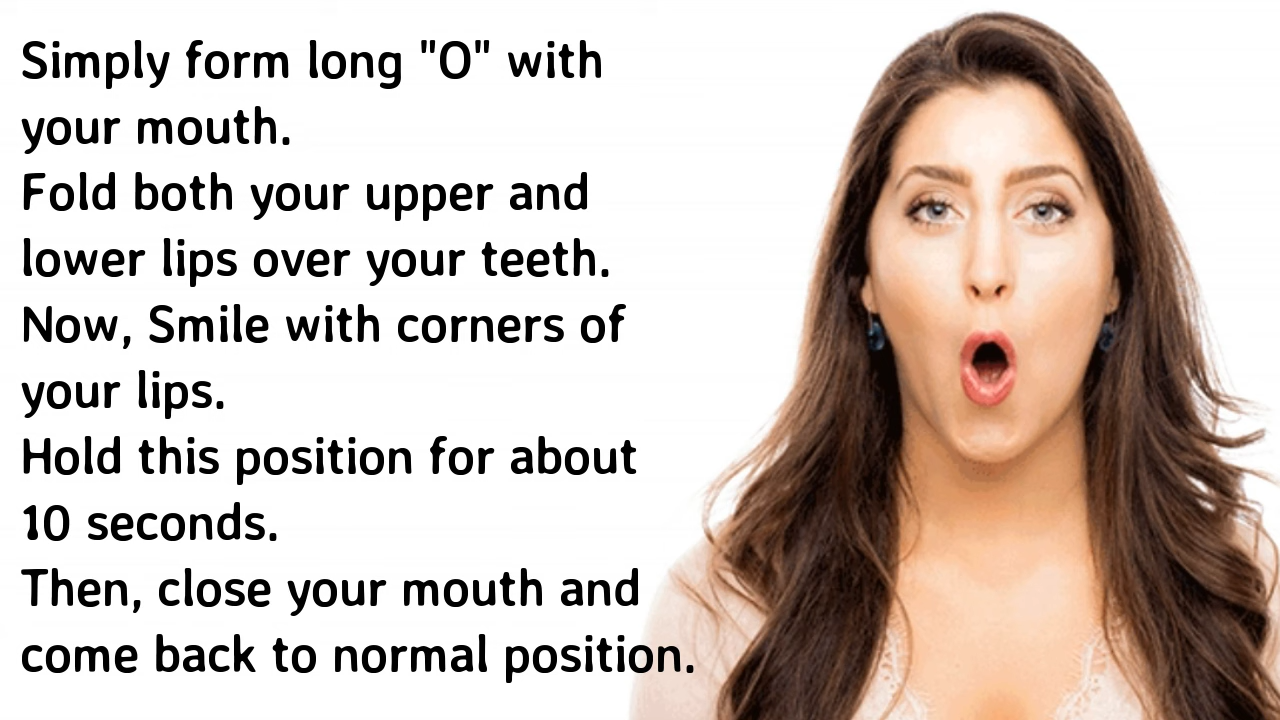 Simply form long "O" with
your mouth.
Fold both your upper and
lower lips over your teeth.
Now, Smile with corners of
your lips.
Hold this position for about
10 seconds.
Then, close your mouth and
come back to normal position.